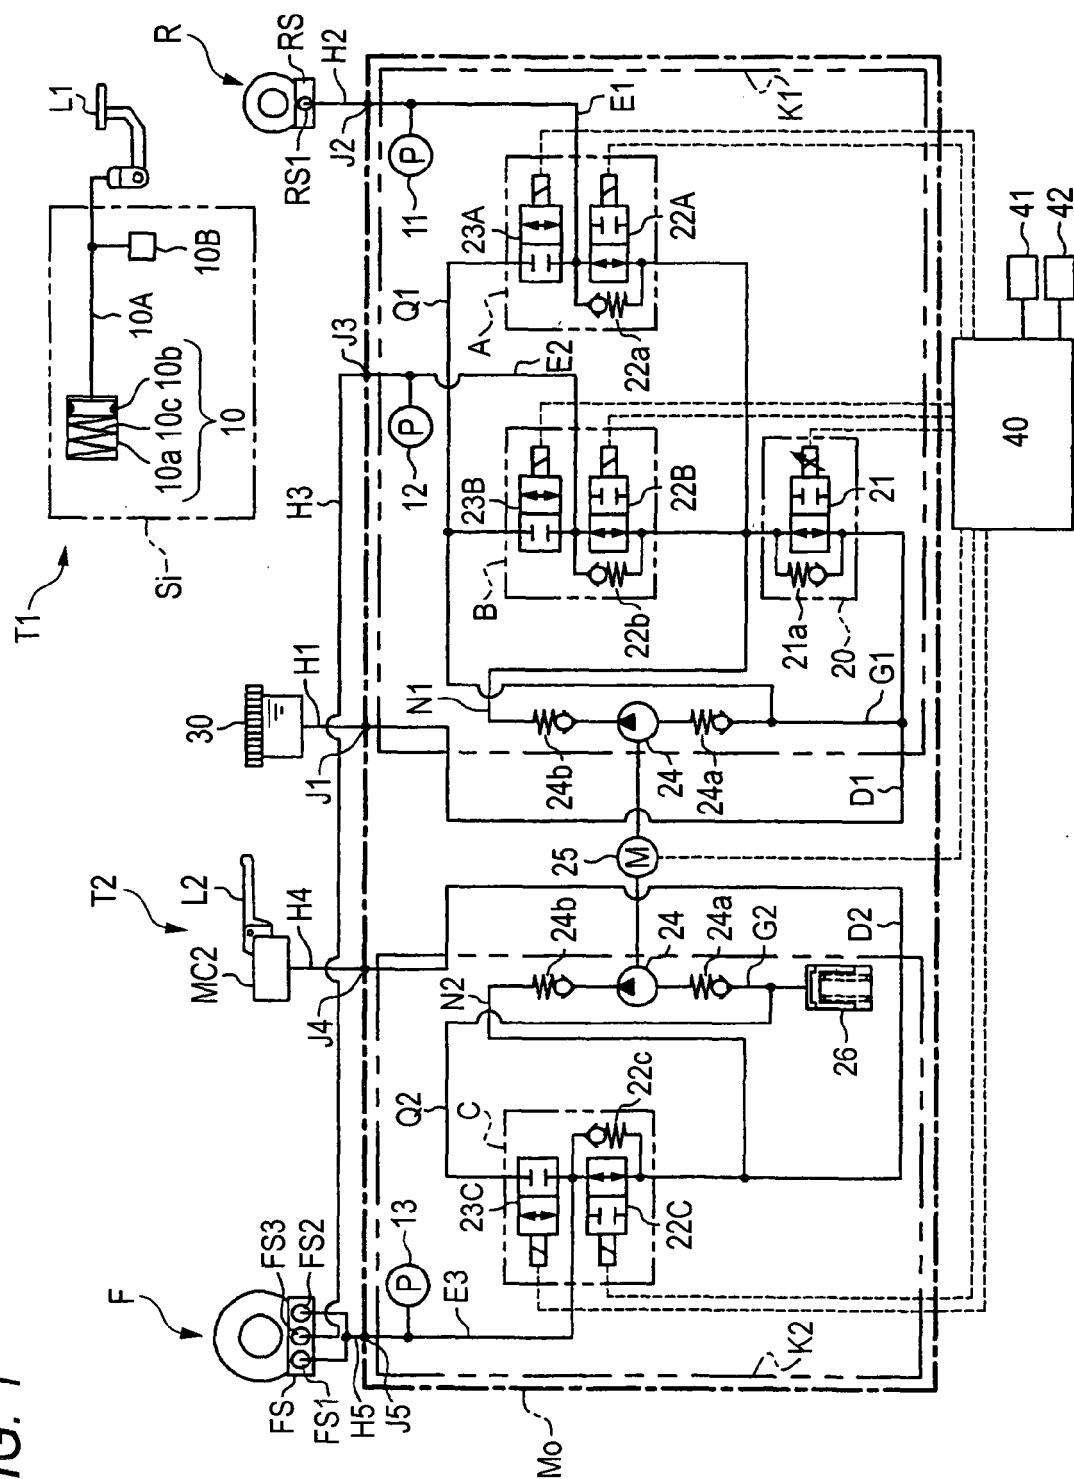 FIG. 1
T1
T2
F
R
L1
L2
MC2
30
Si
10A
10B
10a
10c
10b
10
FS
FS1
FS2
FS3
RS
RS1
H1
H2
H3
H4
H5
J1
J2
J3
J4
J5
P
11
P
12
P
13
E1
E2
E3
Q1
Q2
N1
N2
A
B
C
23A
22A
22a
23B
22B
22b
23C
22C
22c
24b
24
24a
24b
24
24a
25
M
26
G1
G2
D1
D2
20
21
21a
K1
K2
Mo
40
41
42